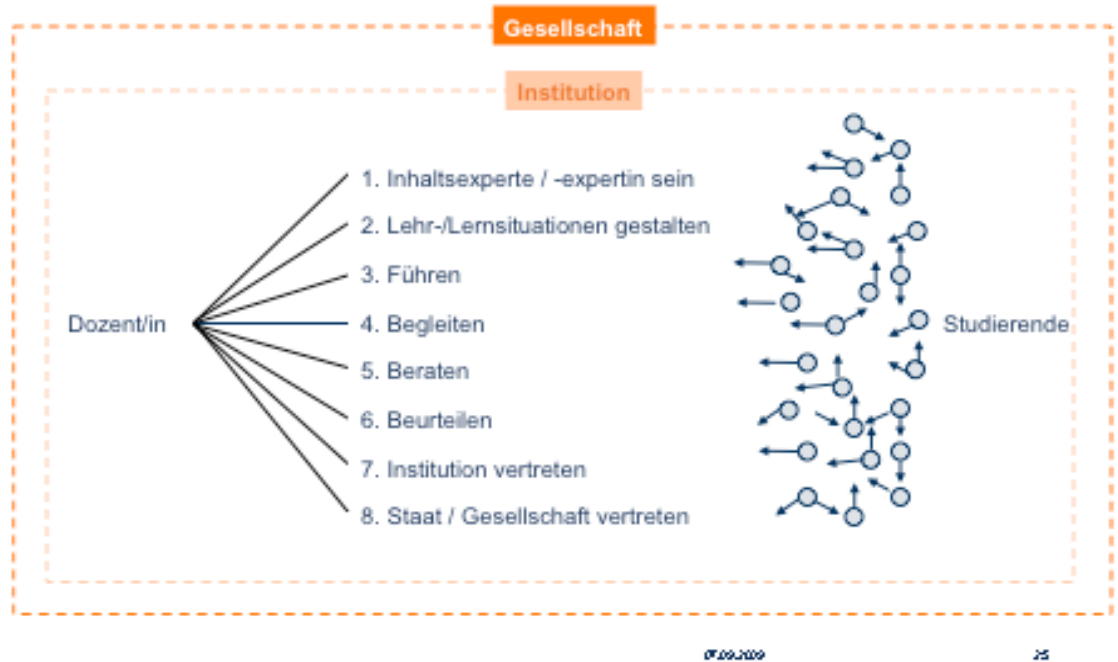 Gesellschaft
Institution
1. Inhaltsexperte / -expertin sein
2. Lehr-/Lernsituationen gestalten
3. Führen
Dozent/in
4. Begleiten
Studierende
5. Beraten
6. Beurteilen
7. Institution vertreten
8. Staat / Gesellschaft vertreten
25